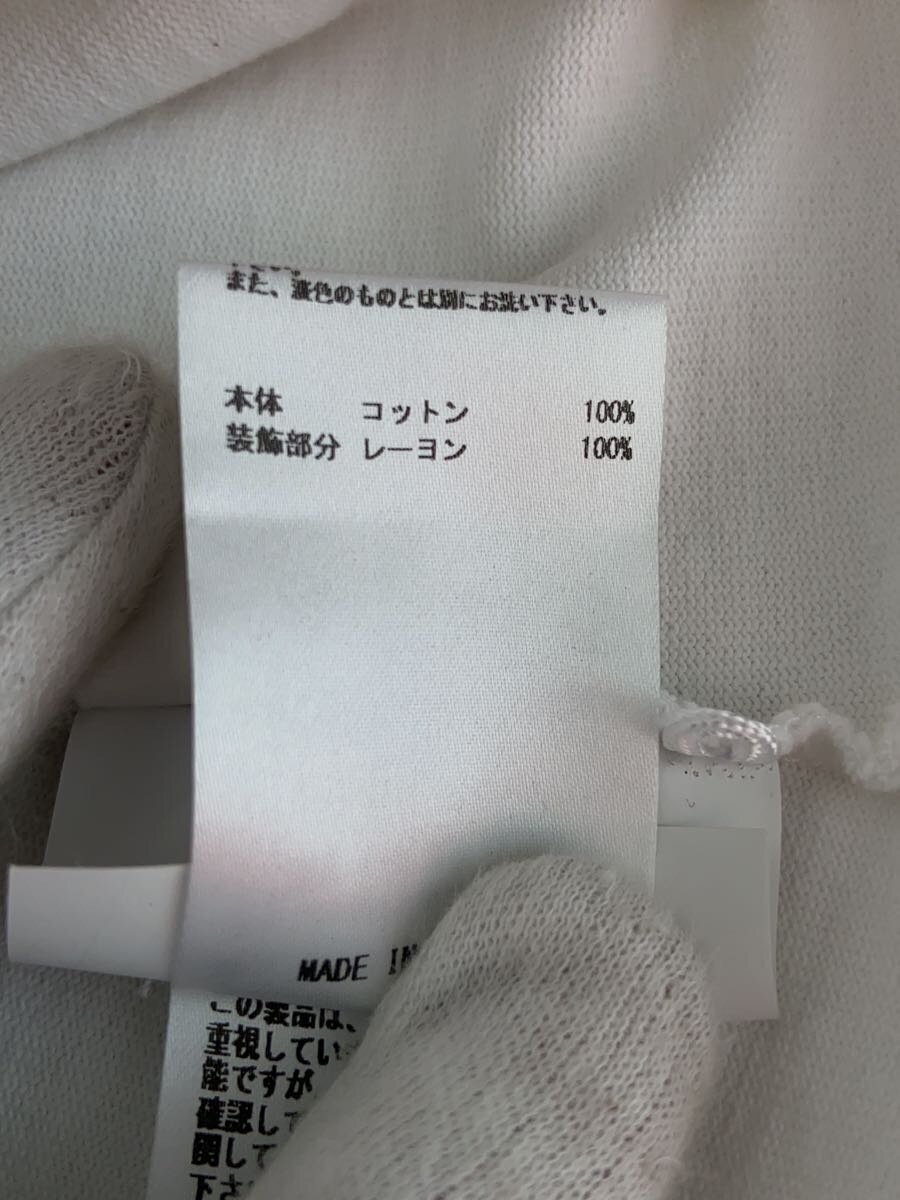 また、濃色のものとは別にお洗い下さい。
本体 コットン 100%
装飾部分 レーヨン 100%
MADE IN
この製品は、
重視してい
能ですが
確認して
関して
下さ